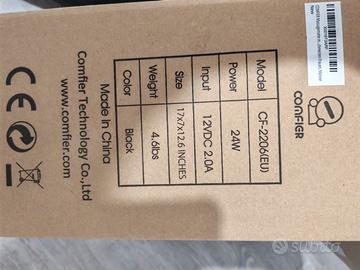 COMFIER
Model CF-2206(EU)
Power 24W
Input 12VDC 2.0A
Size 17x7x12.6 INCHES
Weight 4.6lbs
Color Black
Made in China
Comfier Technology Co.,Ltd
comfier.com
CE
subito